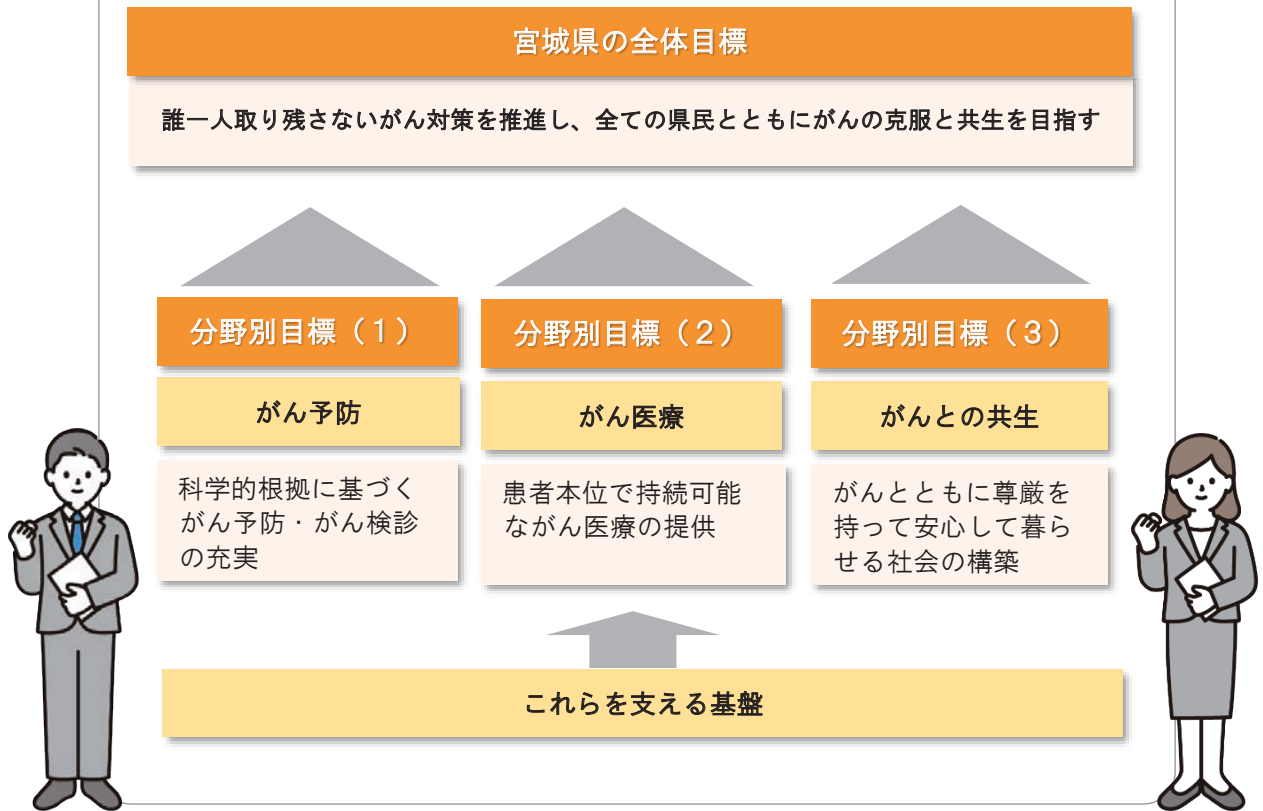 宮城県の全体目標
誰一人取り残さないがん対策を推進し、全ての県民とともにがんの克服と共生を目指す
分野別目標（１）
がん予防
科学的根拠に基づく
がん予防・がん検診
の充実
分野別目標（２）
がん医療
患者本位で持続可能
ながん医療の提供
分野別目標（３）
がんとの共生
がんとともに尊厳を
持って安心して暮ら
せる社会の構築
これらを支える基盤